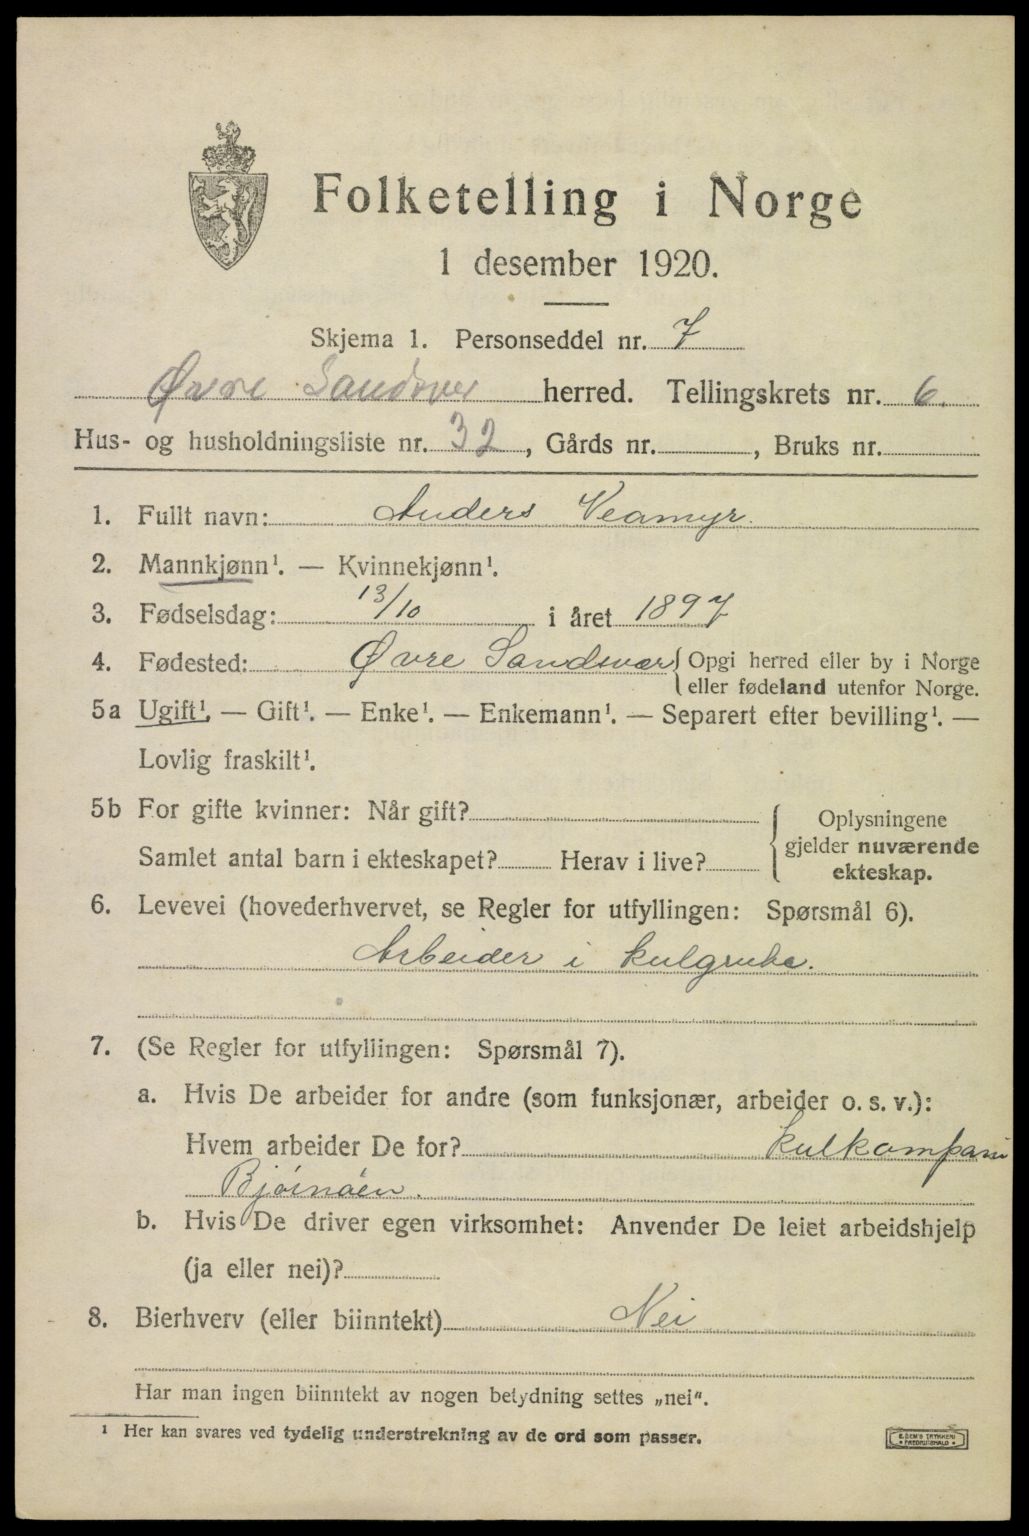 Folketelling i Norge
1 desember 1920.
Skjema 1. Personseddel nr. 7
Øvre Sandsver herred. Tellingskrets nr. 6.
Hus- og husholdningsliste nr. 32, Gårds nr. , Bruks nr.
1. Fullt navn: Anders Veamyr.
2. Mannkjønn¹. — Kvinnekjønn¹.
3. Fødselsdag: 13/10 i året 1897
4. Fødested: Øvre Sandsvær { Opgi herred eller by i Norge
eller fødeland utenfor Norge.
5a Ugift¹. — Gift¹. — Enke¹. — Enkemann¹. — Separert efter bevilling¹. —
Lovlig fraskilt¹.
5b For gifte kvinner: Når gift? { Oplysningene
gjelder nuværende
Samlet antal barn i ekteskapet? Herav i live?
ekteskap.
6. Levevei (hovederhvervet, se Regler for utfyllingen: Spørsmål 6).
Arbeider i kulgrube.
7. (Se Regler for utfyllingen: Spørsmål 7).
a. Hvis De arbeider for andre (som funksjonær, arbeider o. s. v.):
Hvem arbeider De for? Kulkompani
Bjørnøen.
b. Hvis De driver egen virksomhet: Anvender De leiet arbeidshjelp
(ja eller nei)?
8. Bierhverv (eller biinntekt) Nei
Har man ingen biinntekt av nogen betydning settes „nei".
¹ Her kan svares ved tydelig understrekning av de ord som passer.